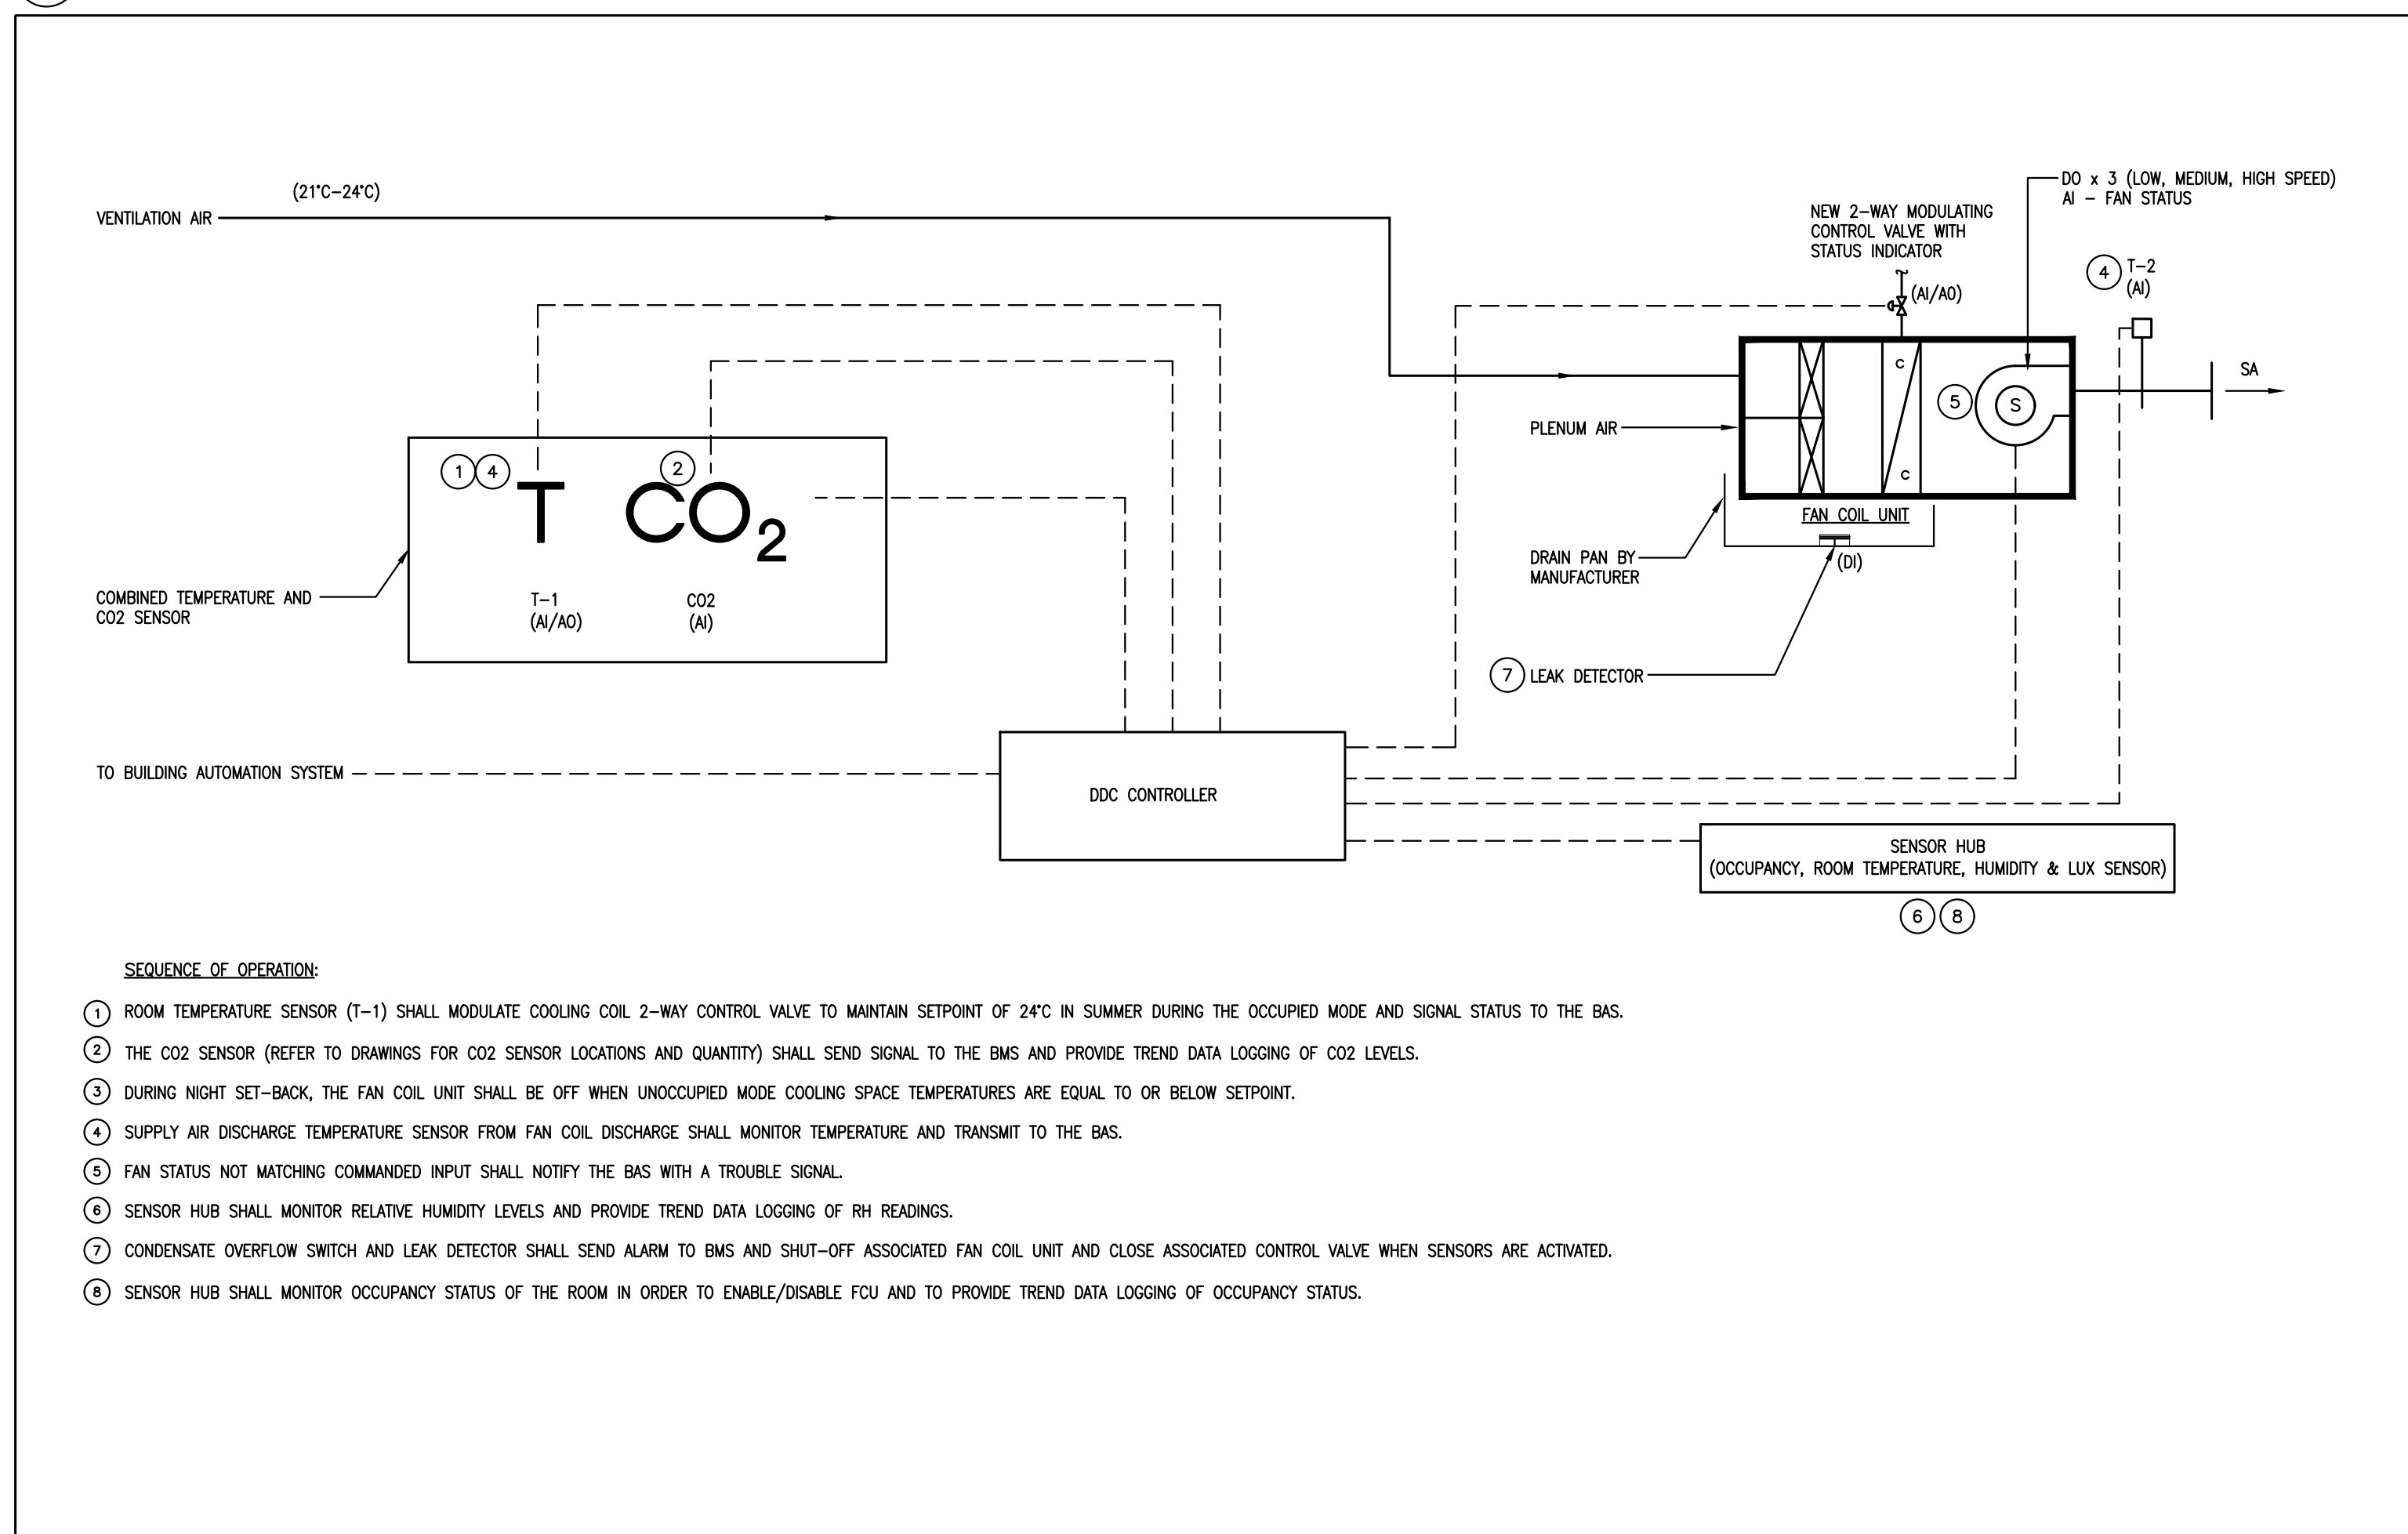 (21°C-24°C)
VENTILATION AIR
DO x 3 (LOW, MEDIUM, HIGH SPEED)
AI - FAN STATUS
NEW 2-WAY MODULATING
CONTROL VALVE WITH
STATUS INDICATOR
(AI/AO)
4 T-2
(AI)
SA
C
C
5
S
PLENUM AIR
FAN COIL UNIT
DRAIN PAN BY
MANUFACTURER
(DI)
7 LEAK DETECTOR
1 4
T
2
CO2
T-1
(AI/AO)
CO2
(AI)
COMBINED TEMPERATURE AND
CO2 SENSOR
TO BUILDING AUTOMATION SYSTEM
DDC CONTROLLER
SENSOR HUB
(OCCUPANCY, ROOM TEMPERATURE, HUMIDITY & LUX SENSOR)
6 8
SEQUENCE OF OPERATION:
1 ROOM TEMPERATURE SENSOR (T-1) SHALL MODULATE COOLING COIL 2-WAY CONTROL VALVE TO MAINTAIN SETPOINT OF 24°C IN SUMMER DURING THE OCCUPIED MODE AND SIGNAL STATUS TO THE BAS.
2 THE CO2 SENSOR (REFER TO DRAWINGS FOR CO2 SENSOR LOCATIONS AND QUANTITY) SHALL SEND SIGNAL TO THE BMS AND PROVIDE TREND DATA LOGGING OF CO2 LEVELS.
3 DURING NIGHT SET-BACK, THE FAN COIL UNIT SHALL BE OFF WHEN UNOCCUPIED MODE COOLING SPACE TEMPERATURES ARE EQUAL TO OR BELOW SETPOINT.
4 SUPPLY AIR DISCHARGE TEMPERATURE SENSOR FROM FAN COIL DISCHARGE SHALL MONITOR TEMPERATURE AND TRANSMIT TO THE BAS.
5 FAN STATUS NOT MATCHING COMMANDED INPUT SHALL NOTIFY THE BAS WITH A TROUBLE SIGNAL.
6 SENSOR HUB SHALL MONITOR RELATIVE HUMIDITY LEVELS AND PROVIDE TREND DATA LOGGING OF RH READINGS.
7 CONDENSATE OVERFLOW SWITCH AND LEAK DETECTOR SHALL SEND ALARM TO BMS AND SHUT-OFF ASSOCIATED FAN COIL UNIT AND CLOSE ASSOCIATED CONTROL VALVE WHEN SENSORS ARE ACTIVATED.
8 SENSOR HUB SHALL MONITOR OCCUPANCY STATUS OF THE ROOM IN ORDER TO ENABLE/DISABLE FCU AND TO PROVIDE TREND DATA LOGGING OF OCCUPANCY STATUS.